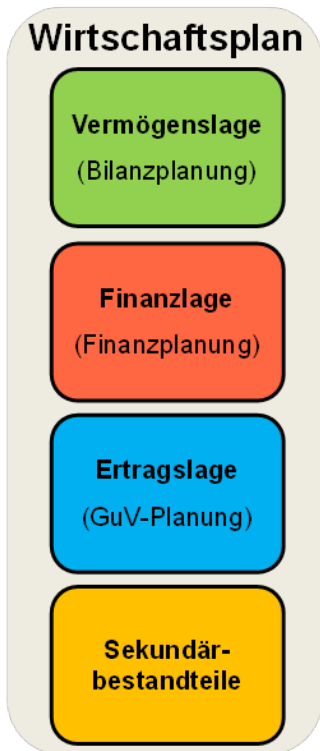 Wirtschaftsplan
Vermögenslage
(Bilanzplanung)
Finanzlage
(Finanzplanung)
Ertragslage
(GuV-Planung)
Sekundär-
bestandteile